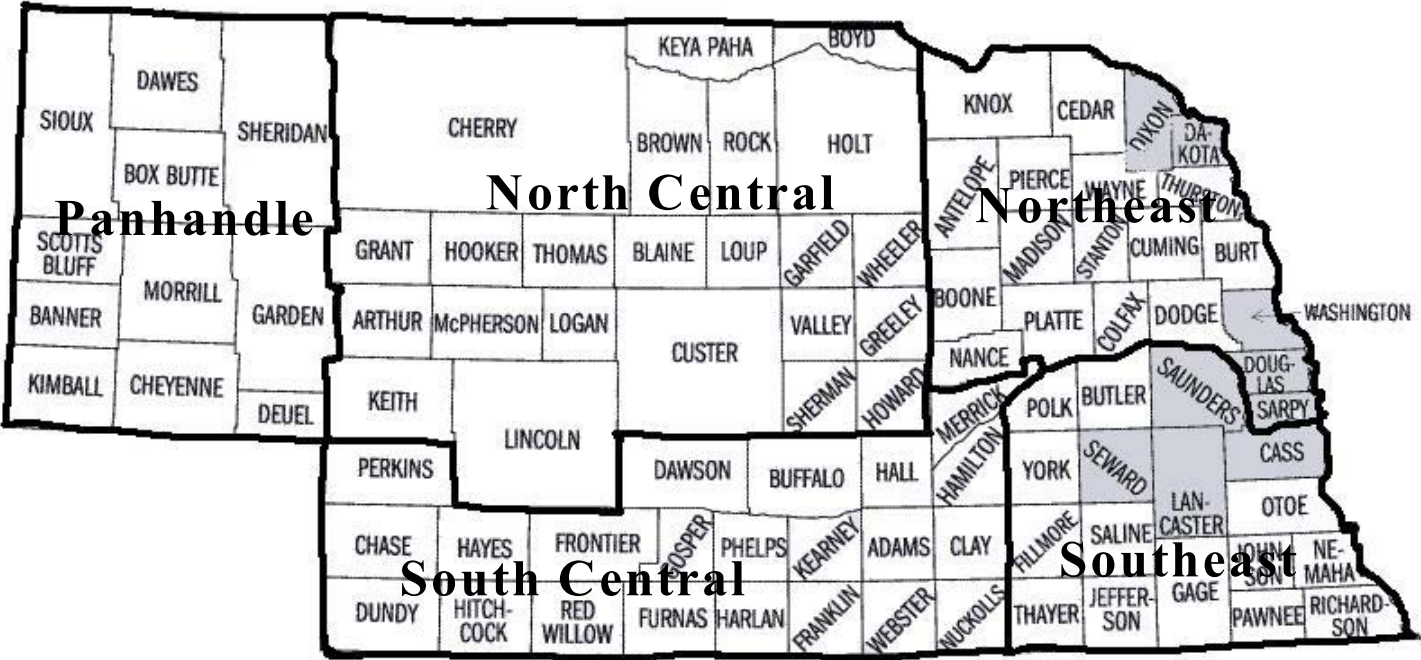 KEYA PAHA
BOYD
DAWES
SIOUX
SHERIDAN
CHERRY
BROWN
ROCK
HOLT
KNOX
CEDAR
DIXON
DA-
KOTA
BOX BUTTE
ANTELOPE
PIERCE
WAYNE
THURSTON
Panhandle
North Central
Northeast
SCOTTS
BLUFF
GRANT
HOOKER
THOMAS
BLAINE
LOUP
GARFIELD
WHEELER
MADISON
STANTON
CUMING
BURT
MORRILL
BANNER
GARDEN
ARTHUR
McPHERSON
LOGAN
CUSTER
VALLEY
GREELEY
BOONE
PLATTE
COLFAX
DODGE
WASHINGTON
NANCE
KIMBALL
CHEYENNE
DEUEL
KEITH
LINCOLN
SHERMAN
HOWARD
MERRICK
POLK
BUTLER
SAUNDERS
DOUG-
LAS
SARPY
PERKINS
DAWSON
BUFFALO
HALL
HAMILTON
YORK
SEWARD
LAN-
CASTER
CASS
OTOE
CHASE
HAYES
FRONTIER
GOSPER
PHELPS
KEARNEY
ADAMS
CLAY
FILLMORE
SALINE
JOHN-
SON
NE-
MAHA
South Central
Southeast
DUNDY
HITCH-
COCK
RED
WILLOW
FURNAS
HARLAN
FRANKLIN
WEBSTER
NUCKOLLS
THAYER
JEFFER-
SON
GAGE
PAWNEE
RICHARD-
SON